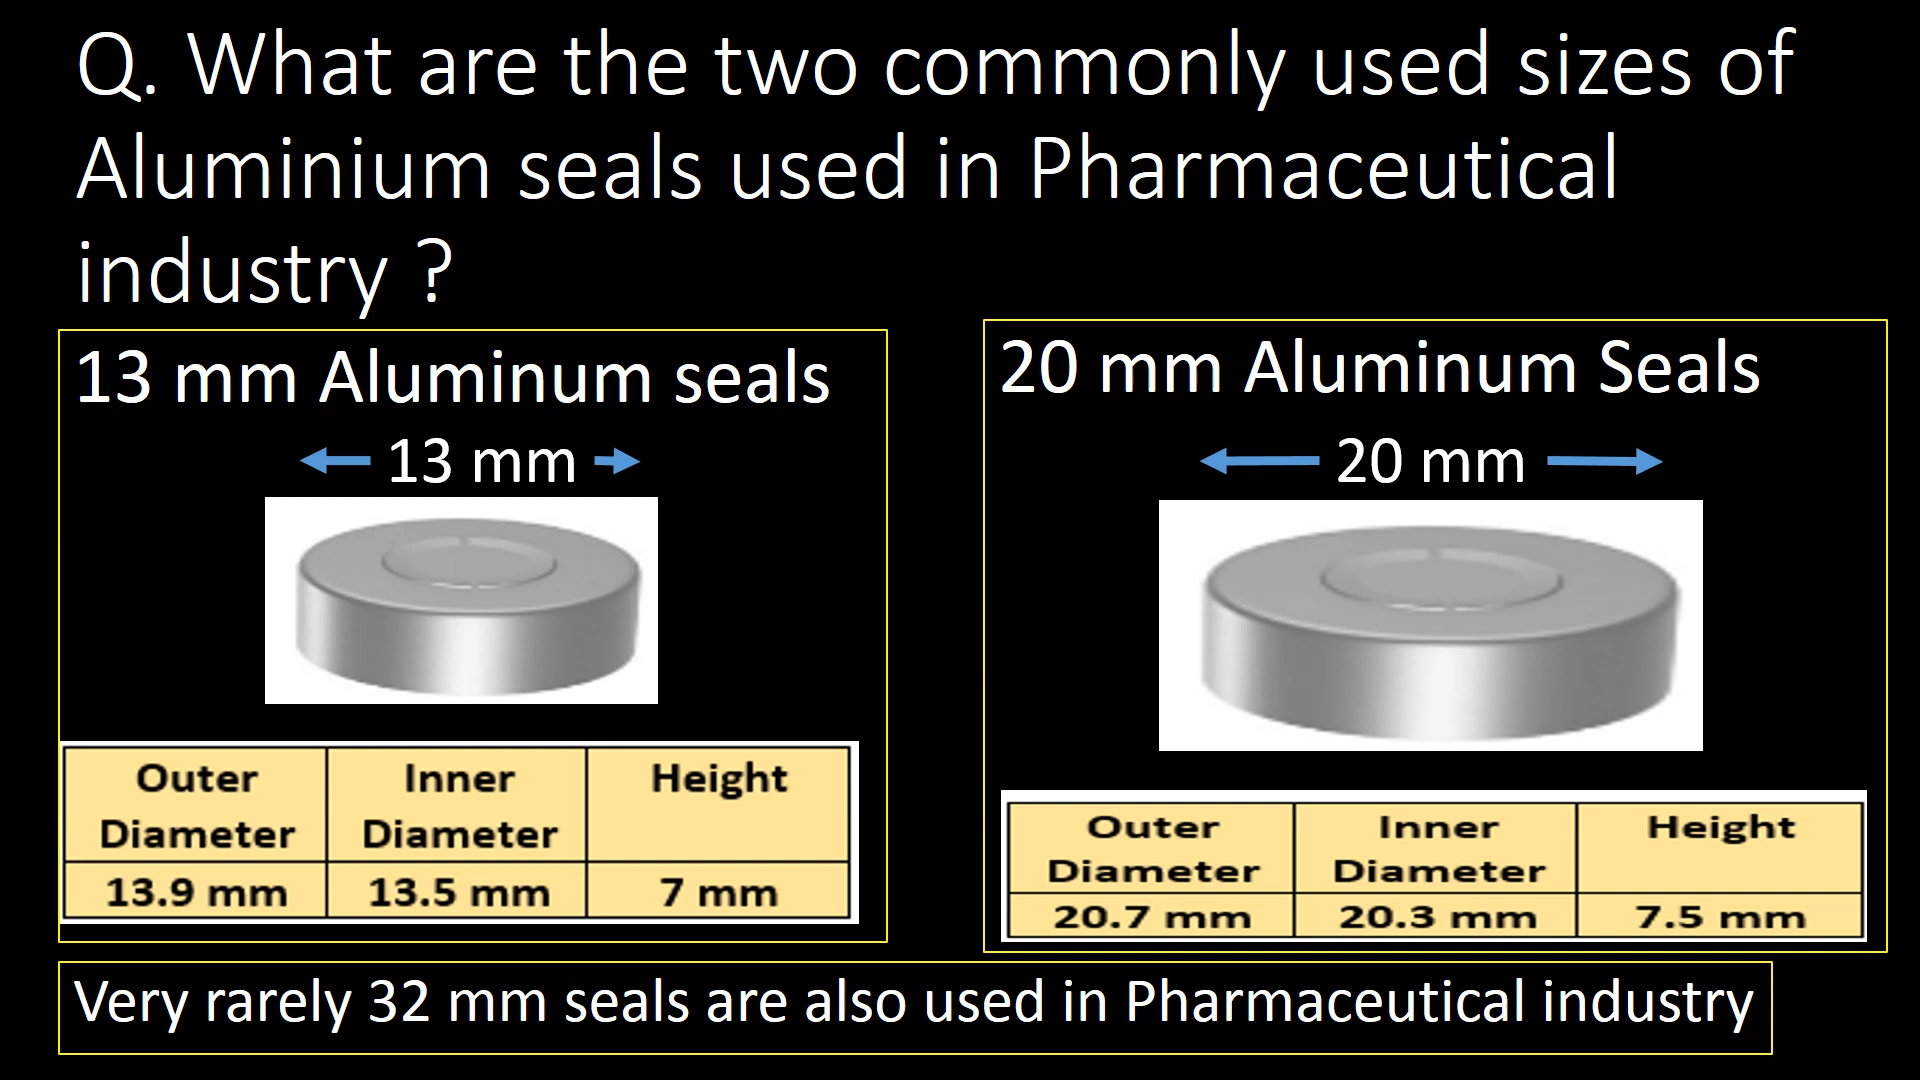 Q. What are the two commonly used sizes of
Aluminium seals used in Pharmaceutical
industry ?
13 mm Aluminum seals
13 mm
Outer Diameter Inner Diameter Height
13.9 mm 13.5 mm 7 mm
20 mm Aluminum Seals
20 mm
Outer Diameter Inner Diameter Height
20.7 mm 20.3 mm 7.5 mm
Very rarely 32 mm seals are also used in Pharmaceutical industry